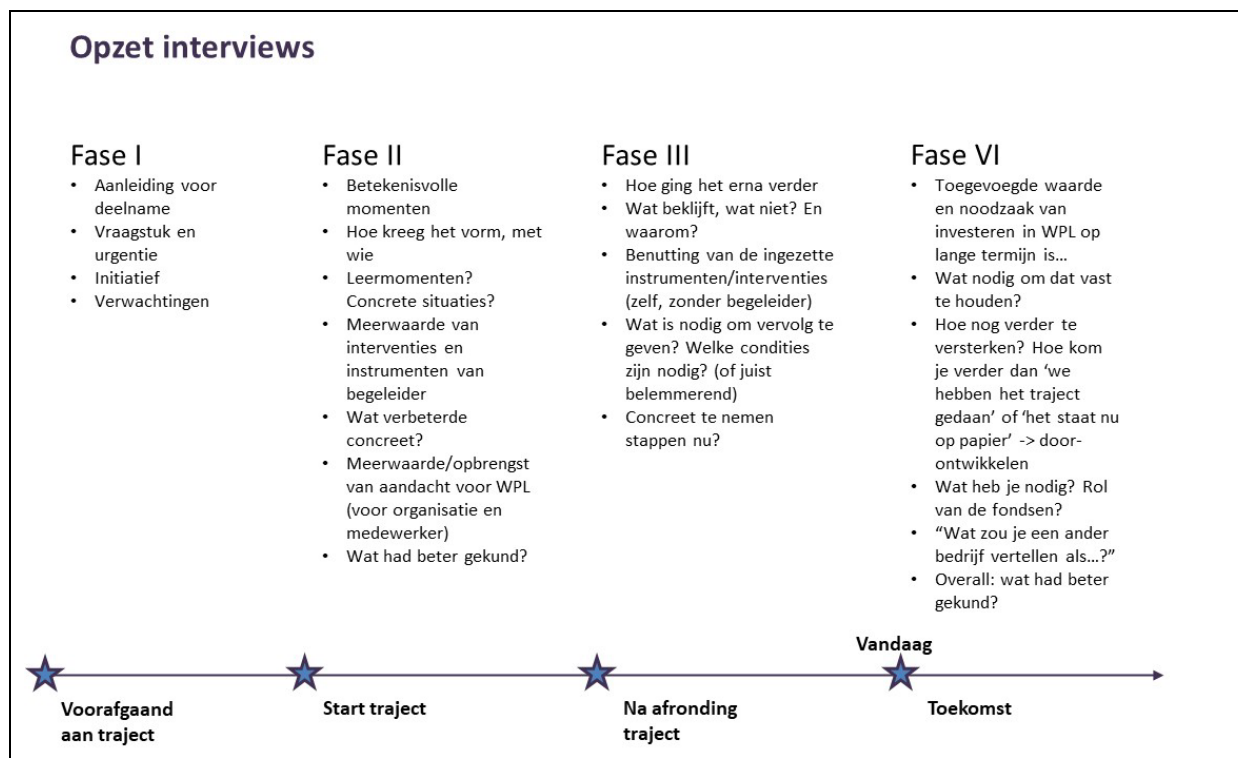 Opzet interviews
Fase I
• Aanleiding voor
deelname
• Vraagstuk en
urgentie
• Initiatief
• Verwachtingen
Fase II
• Betekenisvolle
momenten
• Hoe kreeg het vorm, met
wie
• Leermomenten?
Concrete situaties?
• Meerwaarde van
interventies en
instrumenten van
begeleider
• Wat verbeterde
concreet?
• Meerwaarde/opbrengst
van aandacht voor WPL
(voor organisatie en
medewerker)
• Wat had beter gekund?
Fase III
• Hoe ging het erna verder
• Wat beklijft, wat niet? En
waarom?
• Benutting van de ingezette
instrumenten/interventies
(zelf, zonder begeleider)
• Wat is nodig om vervolg te
geven? Welke condities
zijn nodig? (of juist
belemmerend)
• Concreet te nemen
stappen nu?
Fase VI
• Toegevoegde waarde
en noodzaak van
investeren in WPL op
lange termijn is…
• Wat nodig om dat vast
te houden?
• Hoe nog verder te
versterken? Hoe kom
je verder dan ‘we
hebben het traject
gedaan’ of ‘het staat nu
op papier’ -> door-
ontwikkelen
• Wat heb je nodig? Rol
van de fondsen?
• “Wat zou je een ander
bedrijf vertellen als…?”
• Overall: wat had beter
gekund?
Vandaag
Voorafgaand
aan traject
Start traject
Na afronding
traject
Toekomst